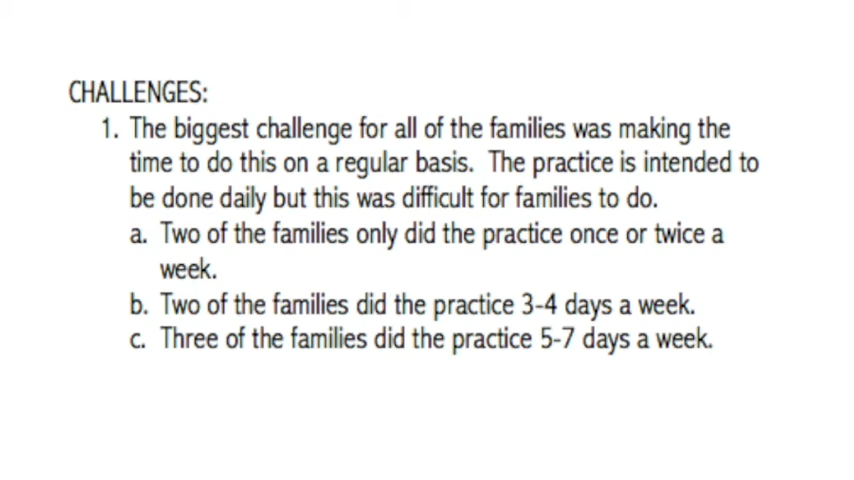 CHALLENGES:
1. The biggest challenge for all of the families was making the
time to do this on a regular basis. The practice is intended to
be done daily but this was difficult for families to do.
a. Two of the families only did the practice once or twice a
week.
b. Two of the families did the practice 3-4 days a week.
c. Three of the families did the practice 5-7 days a week.